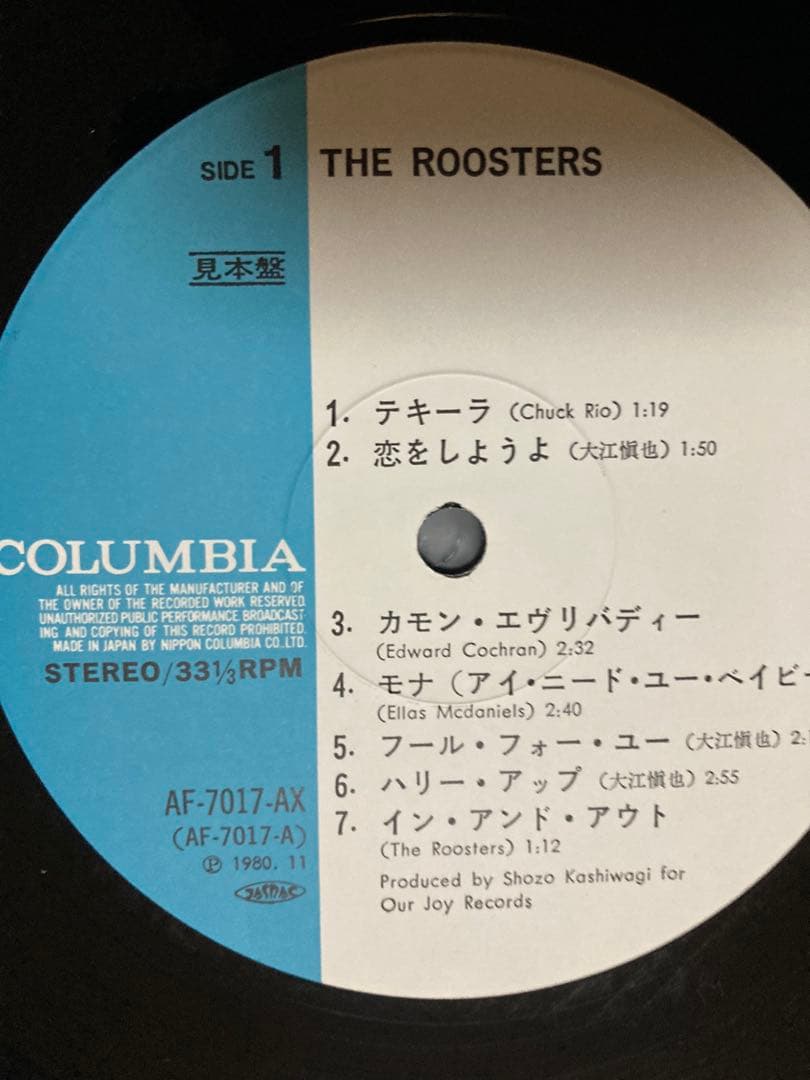 SIDE 1
THE ROOSTERS
見本盤
1. テキーラ (Chuck Rio) 1:19
2. 恋をしようよ (大江慎也) 1:50
3. カモン・エヴリバディー
(Edward Cochran) 2:32
4. モナ (アイ・ニード・ユー・ベイビー
(Ellas Mcdaniels) 2:40
5. フール・フォー・ユー (大江慎也) 2:
6. ハリー・アップ (大江慎也) 2:55
7. イン・アンド・アウト
(The Roosters) 1:12
Produced by Shozo Kashiwagi for
Our Joy Records
COLUMBIA
ALL RIGHTS OF THE MANUFACTURER AND OF
THE OWNER OF THE RECORDED WORK RESERVED.
UNAUTHORIZED PUBLIC PERFORMANCE BROADCAST-
ING AND COPYING OF THIS RECORD PROHIBITED.
MADE IN JAPAN BY NIPPON COLUMBIA CO.,LTD.
STEREO/33⅓RPM
AF-7017-AX
(AF-7017-A)
Ⓟ 1980. 11
JASRAC